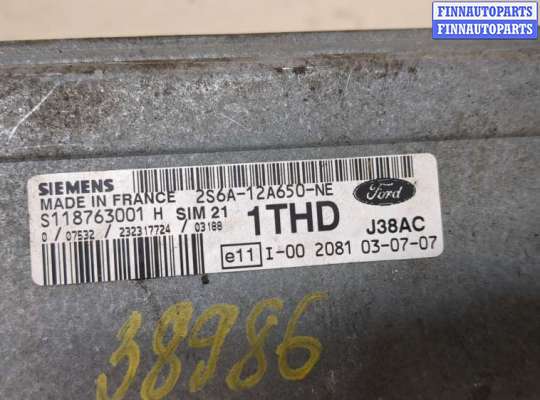 FINNAUTOPARTS
FINNAUTOPARTS
SIEMENS
MADE IN FRANCE 2S6A-12A650-NE
S118763001 H SIM 21
0 / 07532 / 232317724 / 03188
1THD
Ford
J38AC
e11 I-00 2081 03-07-07
38986